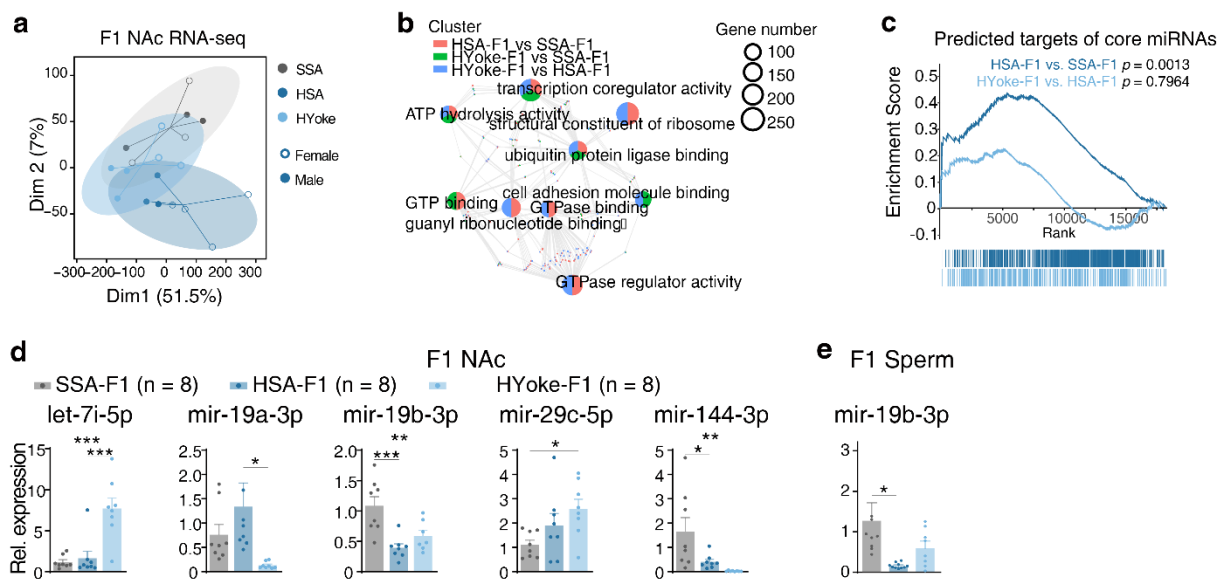 a
F1 NAc RNA-seq
100
50
0
−50
−300
−200
−100
0
100
200
300
Dim 2 (7%)
Dim1 (51.5%)
SSA
HSA
HYoke
Female
Male
b
Cluster
HSA-F1 vs SSA-F1
HYoke-F1 vs SSA-F1
HYoke-F1 vs HSA-F1
Gene number
100
150
200
250
transcription coregulator activity
ATP hydrolysis activity
structural constituent of ribosome
ubiquitin protein ligase binding
cell adhesion molecule binding
GTP binding
GTPase binding
guanyl ribonucleotide binding
GTPase regulator activity
c
Predicted targets of core miRNAs
HSA-F1 vs. SSA-F1 p = 0.0013
HYoke-F1 vs. HSA-F1 p = 0.7964
Enrichment Score
0.5
0.4
0.3
0.2
0.1
0
-0.1
5000
10000
15000
Rank
d
F1 NAc
SSA-F1 (n = 8)
HSA-F1 (n = 8)
HYoke-F1 (n = 8)
let-7i-5p
Rel. expression
15
10
5
0
***
***
mir-19a-3p
2.5
2.0
1.5
1.0
0.5
0
*
mir-19b-3p
2.0
1.5
1.0
0.5
0.0
**
***
mir-29c-5p
5
4
3
2
1
0
*
mir-144-3p
5
4
3
2
1
0
**
*
e
F1 Sperm
mir-19b-3p
3
2
1
0
*